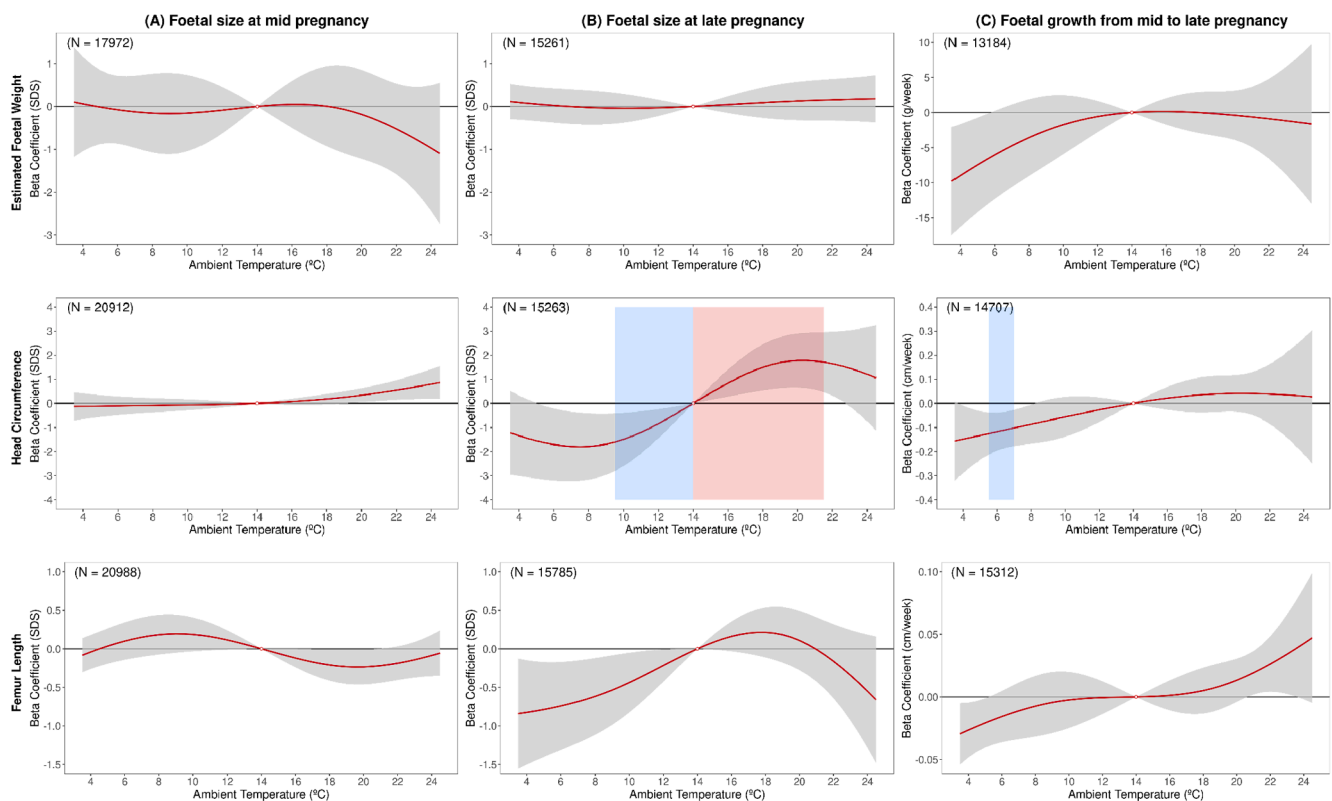 (A) Foetal size at mid pregnancy
(B) Foetal size at late pregnancy
(C) Foetal growth from mid to late pregnancy
Estimated Foetal Weight
Beta Coefficient (SDS)
(N = 17972)
1
0
-1
-2
-3
4 6 8 10 12 14 16 18 20 22 24
Ambient Temperature (ºC)
Beta Coefficient (SDS)
(N = 15261)
1
0
-1
-2
-3
4 6 8 10 12 14 16 18 20 22 24
Ambient Temperature (ºC)
Beta Coefficient (g/week)
(N = 13184)
10
5
0
-5
-10
-15
4 6 8 10 12 14 16 18 20 22 24
Ambient Temperature (ºC)
Head Circumference
Beta Coefficient (SDS)
(N = 20912)
4
3
2
1
0
-1
-2
-3
-4
4 6 8 10 12 14 16 18 20 22 24
Ambient Temperature (ºC)
Beta Coefficient (SDS)
(N = 15263)
4
3
2
1
0
-1
-2
-3
-4
4 6 8 10 12 14 16 18 20 22 24
Ambient Temperature (ºC)
Beta Coefficient (cm/week)
(N = 14707)
0.4
0.3
0.2
0.1
0.0
-0.1
-0.2
-0.3
-0.4
4 6 8 10 12 14 16 18 20 22 24
Ambient Temperature (ºC)
Femur Length
Beta Coefficient (SDS)
(N = 20988)
1.0
0.5
0.0
-0.5
-1.0
-1.5
4 6 8 10 12 14 16 18 20 22 24
Ambient Temperature (ºC)
Beta Coefficient (SDS)
(N = 15785)
1.0
0.5
0.0
-0.5
-1.0
-1.5
4 6 8 10 12 14 16 18 20 22 24
Ambient Temperature (ºC)
Beta Coefficient (cm/week)
(N = 15312)
0.10
0.05
0.00
-0.05
4 6 8 10 12 14 16 18 20 22 24
Ambient Temperature (ºC)